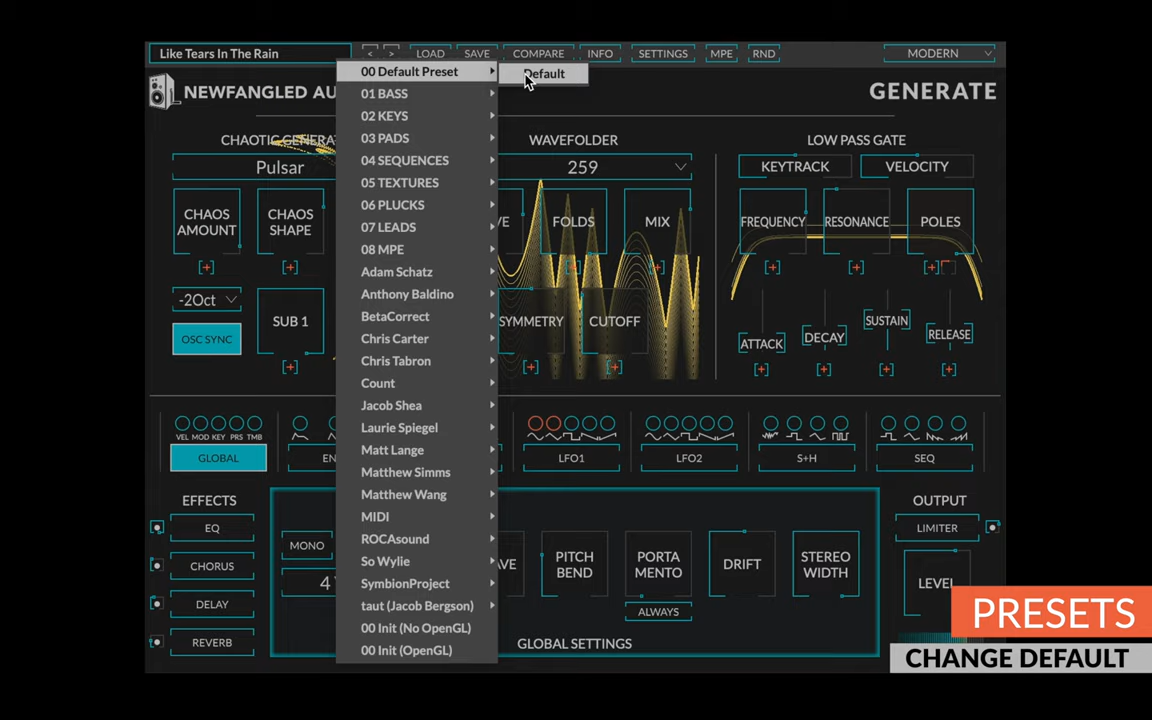 Like Tears In The Rain
< > LOAD SAVE COMPARE INFO SETTINGS MPE RND MODERN
NEWFANGLED AU
GENERATE
00 Default Preset
Default
01 BASS
02 KEYS
03 PADS
04 SEQUENCES
05 TEXTURES
06 PLUCKS
07 LEADS
08 MPE
Adam Schatz
Anthony Baldino
BetaCorrect
Chris Carter
Chris Tabron
Count
Jacob Shea
Laurie Spiegel
Matt Lange
Matthew Simms
Matthew Wang
MIDI
ROCAsound
So Wylie
SymbionProject
taut (Jacob Bergson)
00 Init (No OpenGL)
00 Init (OpenGL)
CHAOTIC GENERA
Pulsar
CHAOS
AMOUNT
CHAOS
SHAPE
-2Oct
OSC SYNC
SUB 1
WAVEFOLDER
259
VE
FOLDS
MIX
SYMMETRY
CUTOFF
LOW PASS GATE
KEYTRACK
VELOCITY
FREQUENCY
RESONANCE
POLES
ATTACK
DECAY
SUSTAIN
RELEASE
VEL MOD KEY PRS TMB
GLOBAL
EN
LFO1
LFO2
S+H
SEQ
EFFECTS
EQ
CHORUS
DELAY
REVERB
MONO
4
AVE
PITCH
BEND
PORTA
MENTO
ALWAYS
DRIFT
STEREO
WIDTH
GLOBAL SETTINGS
OUTPUT
LIMITER
LEVEL
PRESETS
CHANGE DEFAULT